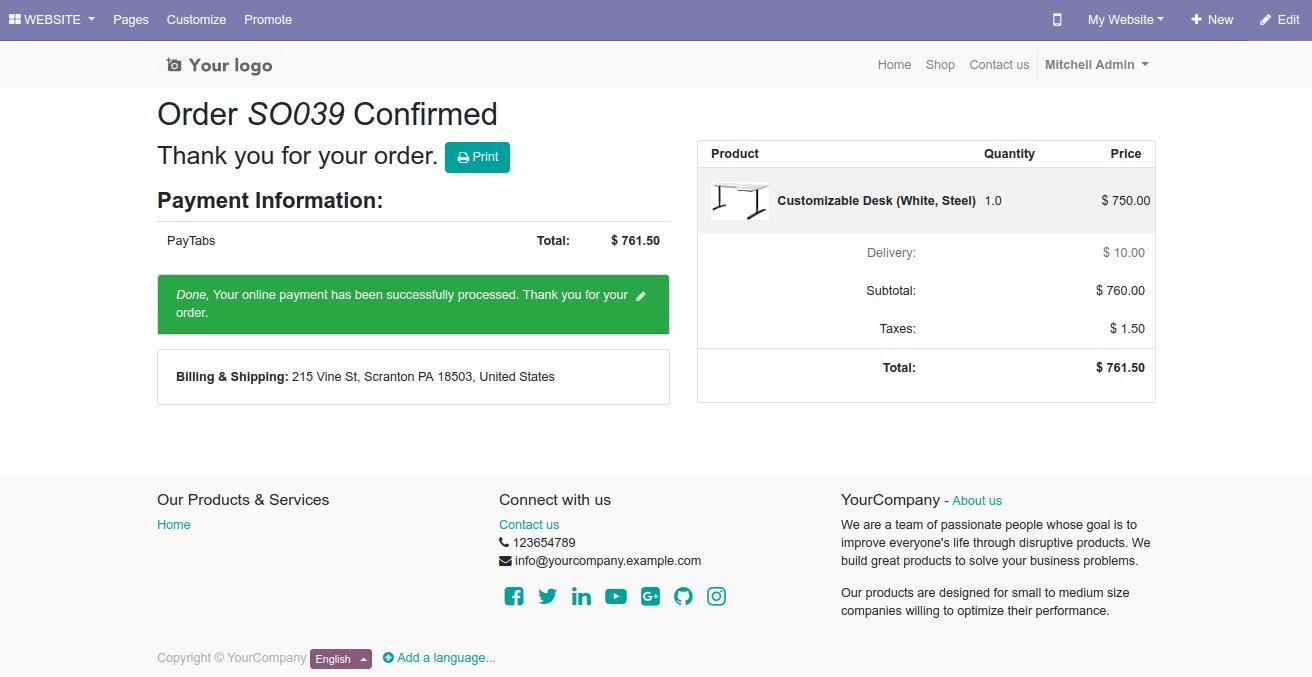 WEBSITE Pages Customize Promote My Website New Edit
Your logo Home Shop Contact us Mitchell Admin
Order SO039 Confirmed
Thank you for your order. Print
Payment Information:
PayTabs Total: $ 761.50
Done, Your online payment has been successfully processed. Thank you for your
order.
Billing & Shipping: 215 Vine St, Scranton PA 18503, United States
Product Quantity Price
Customizable Desk (White, Steel) 1.0 $ 750.00
Delivery: $ 10.00
Subtotal: $ 760.00
Taxes: $ 1.50
Total: $ 761.50
Our Products & Services
Home
Connect with us
Contact us
123654789
info@yourcompany.example.com
YourCompany - About us
We are a team of passionate people whose goal is to
improve everyone's life through disruptive products. We
build great products to solve your business problems.
Our products are designed for small to medium size
companies willing to optimize their performance.
Copyright © YourCompany English Add a language...